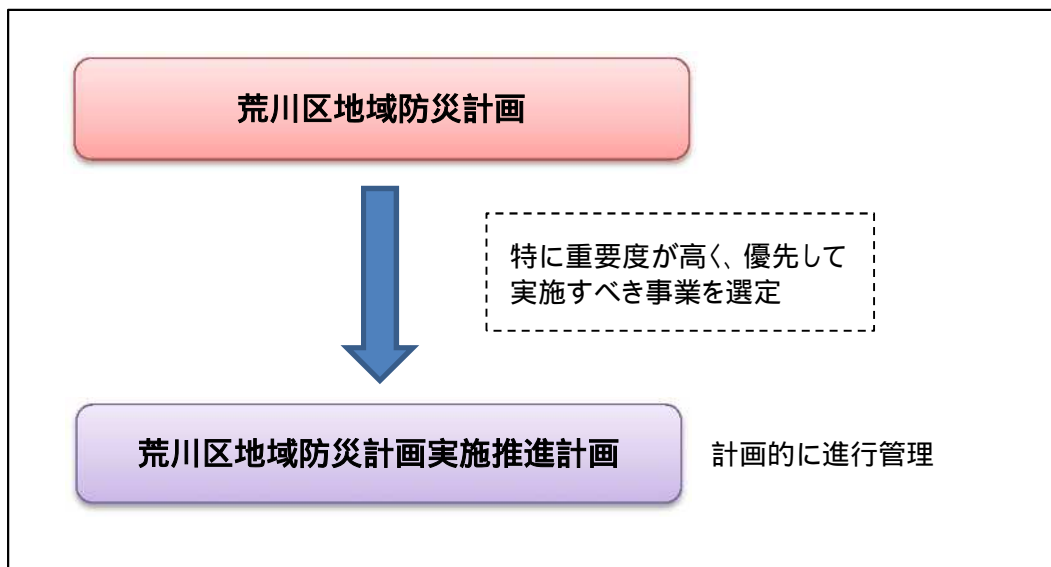 荒川区地域防災計画
特に重要度が高く、優先して
実施すべき事業を選定
荒川区地域防災計画実施推進計画
計画的に進行管理